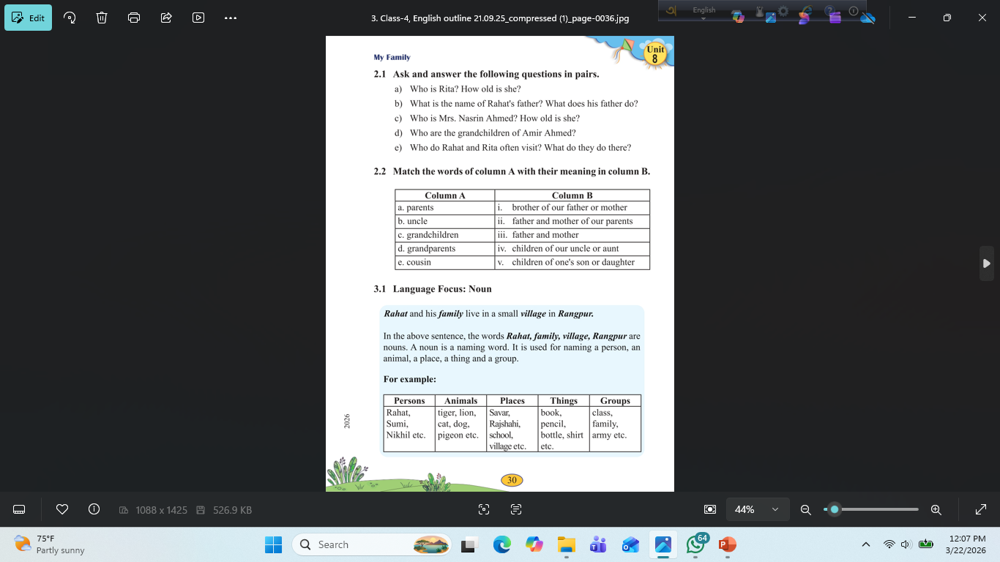 Edit
3. Class-4, English outline 21.09.25_compressed (1)_page-0036.jpg
English
Unit
8
My Family
2.1 Ask and answer the following questions in pairs.
a) Who is Rita? How old is she?
b) What is the name of Rahat's father? What does his father do?
c) Who is Mrs. Nasrin Ahmed? How old is she?
d) Who are the grandchildren of Amir Ahmed?
e) Who do Rahat and Rita often visit? What do they do there?
2.2 Match the words of column A with their meaning in column B.
Column A Column B
a. parents i. brother of our father or mother
b. uncle ii. father and mother of our parents
c. grandchildren iii. father and mother
d. grandparents iv. children of our uncle or aunt
e. cousin v. children of one's son or daughter
3.1 Language Focus: Noun
Rahat and his family live in a small village in Rangpur.
In the above sentence, the words Rahat, family, village, Rangpur are
nouns. A noun is a naming word. It is used for naming a person, an
animal, a place, a thing and a group.
For example:
Persons Animals Places Things Groups
Rahat, tiger, lion, Savar, book, class,
Sumi, cat, dog, Rajshahi, pencil, family,
Nikhil etc. pigeon etc. school, bottle, shirt army etc.
village etc. etc.
2026
30
1088 x 1425 526.9 KB
44%
75°F
Partly sunny
Search
64
12:07 PM
3/22/2026